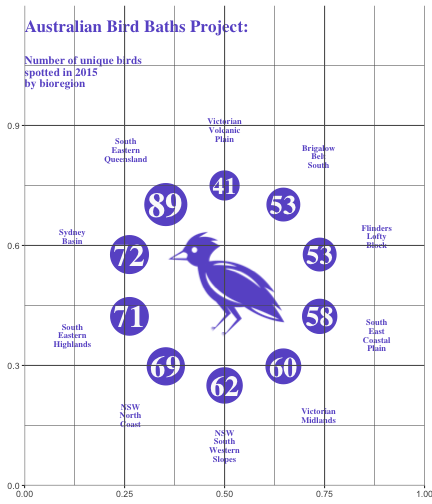 Australian Bird Baths Project:
Number of unique birds
spotted in 2015
by bioregion
0.9
0.6
0.3
0.0
Victorian
Volcanic
Plain
41
Brigalow
Belt
South
53
Flinders
Lofty
Block
53
South
East
Coastal
Plain
58
Victorian
Midlands
60
NSW
South
Western
Slopes
62
NSW
North
Coast
69
South
Eastern
Highlands
71
Sydney
Basin
72
South
Eastern
Queensland
89
0.00
0.25
0.50
0.75
1.00